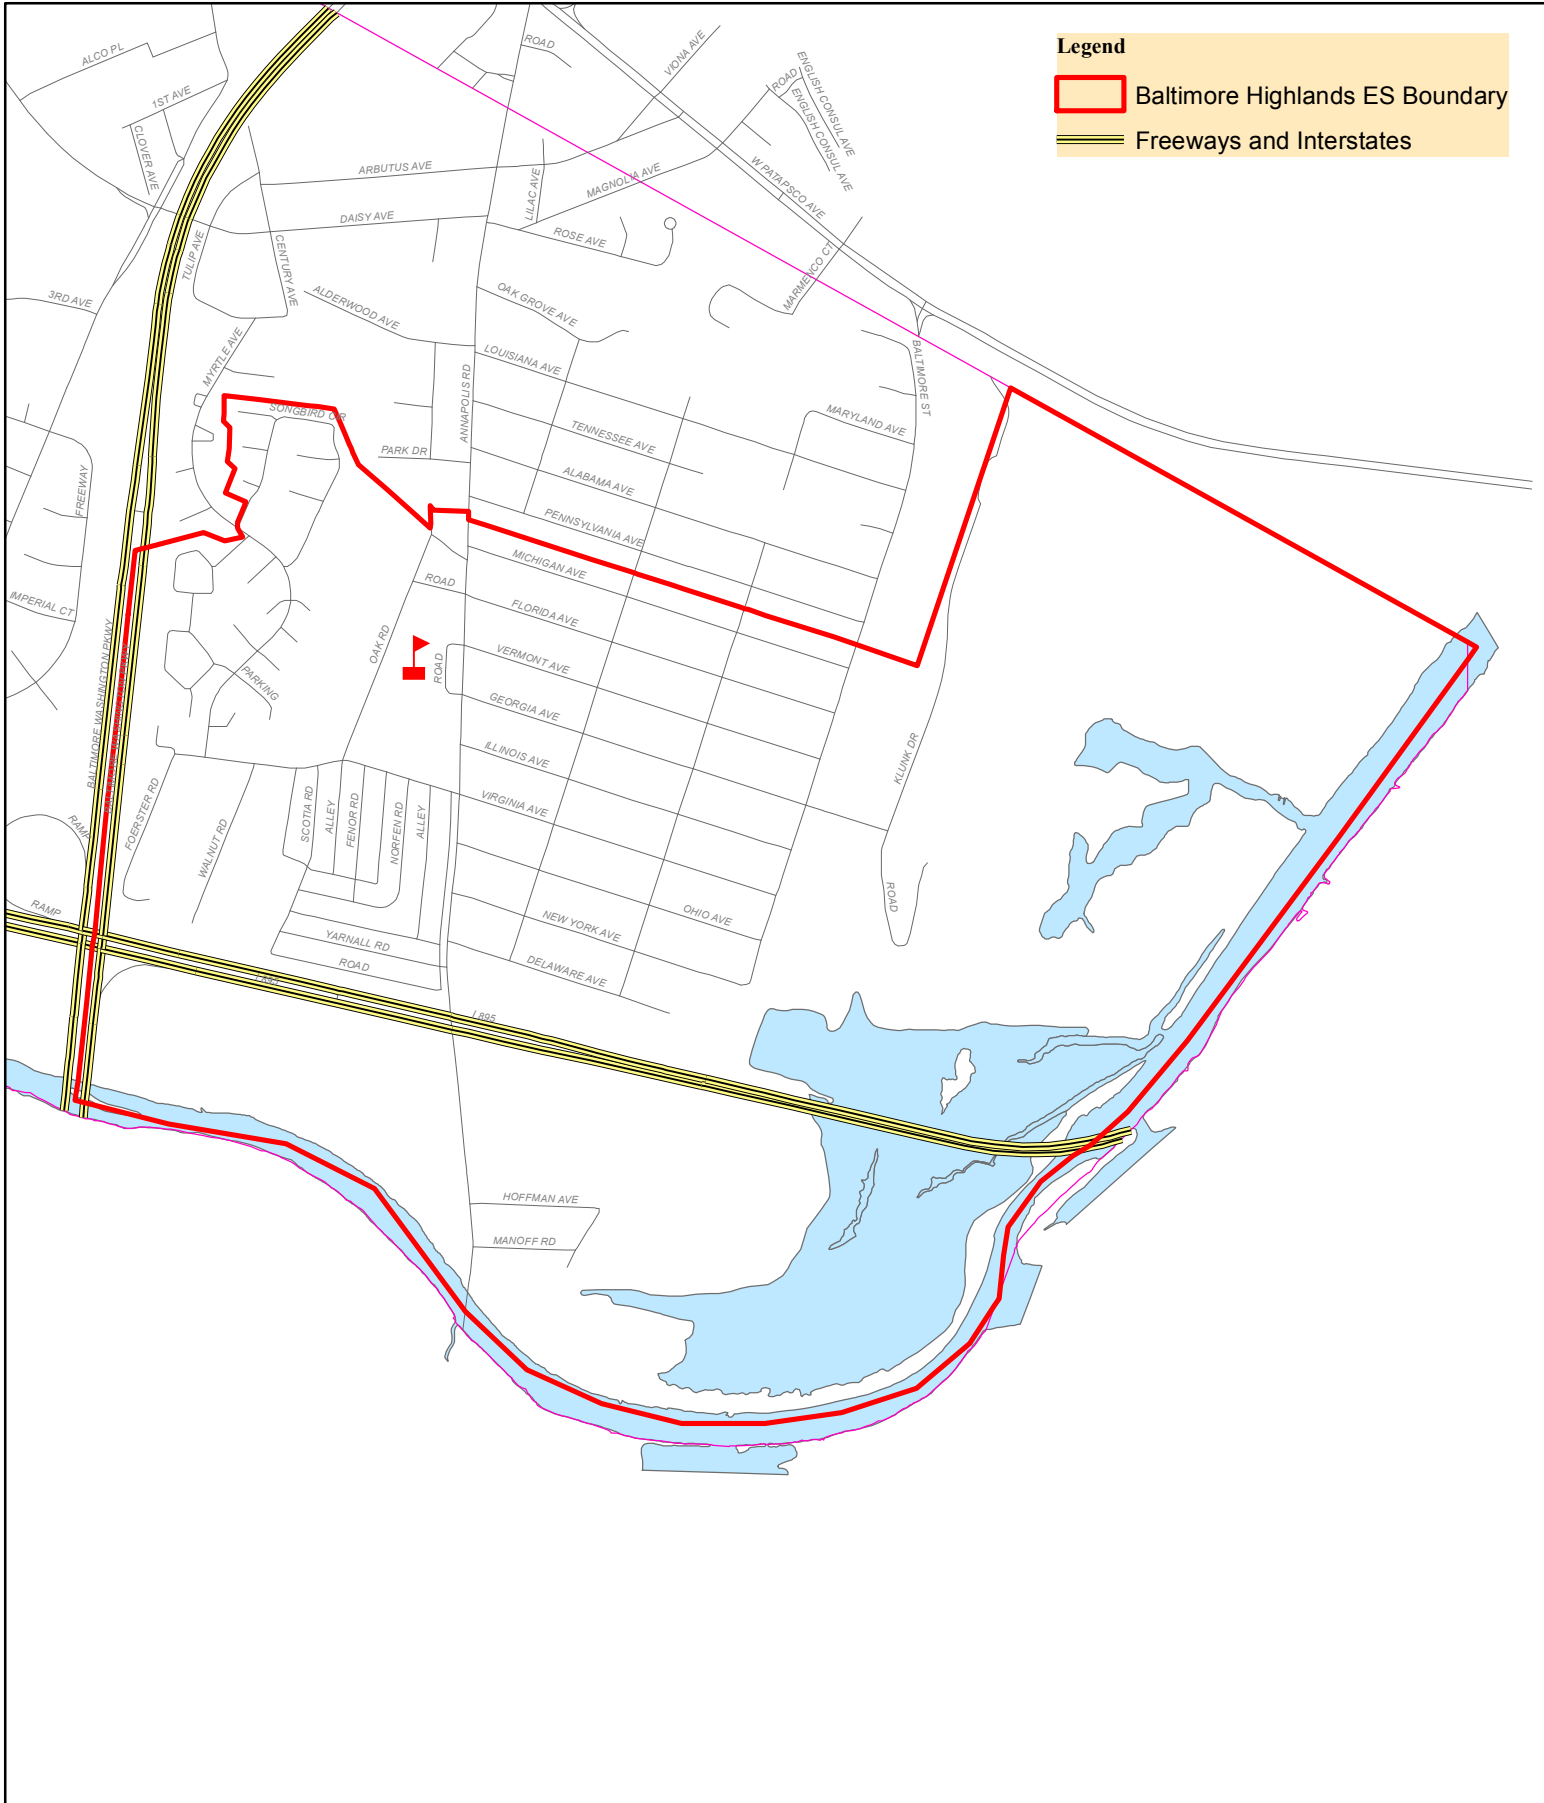 Legend
Baltimore Highlands ES Boundary
Freeways and Interstates
ALCO PL
1ST AVE
CLOVER AVE
ROAD
VIONA AVE
ROAD
ENGLISH CONSUL AVE
ENGLISH CONSUL AVE
ARBUTUS AVE
LILAC AVE
MAGNOLIA AVE
W PATAPSCO AVE
DAISY AVE
ROSE AVE
TULIP AVE
CENTURY AVE
MARMENCO CT
3RD AVE
ALDERWOOD AVE
OAK GROVE AVE
MYRTLE AVE
LOUISIANA AVE
BALTIMORE ST
ANNAPOLIS RD
SONGBIRD CIR
MARYLAND AVE
TENNESSEE AVE
PARK DR
FREEWAY
ALABAMA AVE
PENNSYLVANIA AVE
MICHIGAN AVE
ROAD
IMPERIAL CT
FLORIDA AVE
OAK RD
ROAD
VERMONT AVE
BALTIMORE WASHINGTON PKWY
PARKING
GEORGIA AVE
ILLINOIS AVE
KLUNK DR
VIRGINIA AVE
FOERSTER RD
RAMP
WALNUT RD
SCOTIA RD
ALLEY
FENOR RD
NORFEN RD
ALLEY
ROAD
RAMP
NEW YORK AVE
OHIO AVE
YARNALL RD
ROAD
DELAWARE AVE
I 895
I 895
HOFFMAN AVE
MANOFF RD